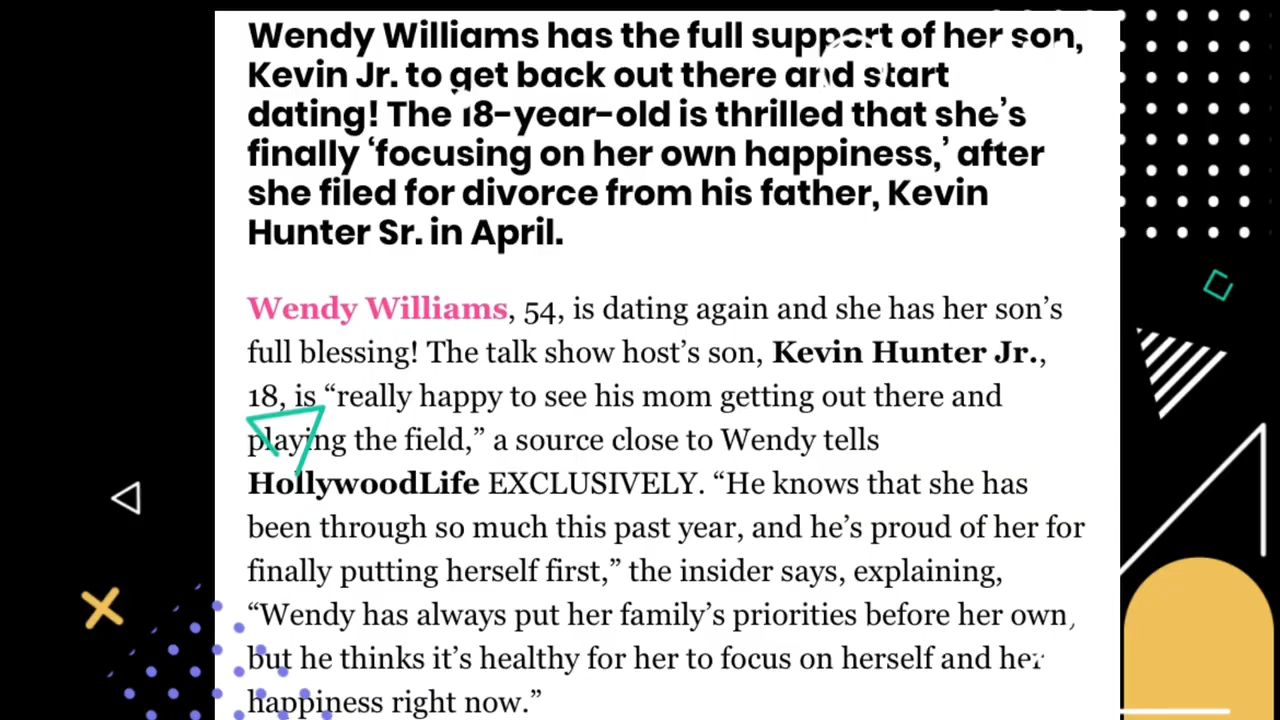 Wendy Williams has the full support of her son,
Kevin Jr. to get back out there and start
dating! The 18-year-old is thrilled that she’s
finally ‘focusing on her own happiness,’ after
she filed for divorce from his father, Kevin
Hunter Sr. in April.
Wendy Williams, 54, is dating again and she has her son’s
full blessing! The talk show host’s son, Kevin Hunter Jr.,
18, is “really happy to see his mom getting out there and
playing the field,” a source close to Wendy tells
HollywoodLife EXCLUSIVELY. “He knows that she has
been through so much this past year, and he’s proud of her for
finally putting herself first,” the insider says, explaining,
“Wendy has always put her family’s priorities before her own,
but he thinks it’s healthy for her to focus on herself and her
happiness right now.”